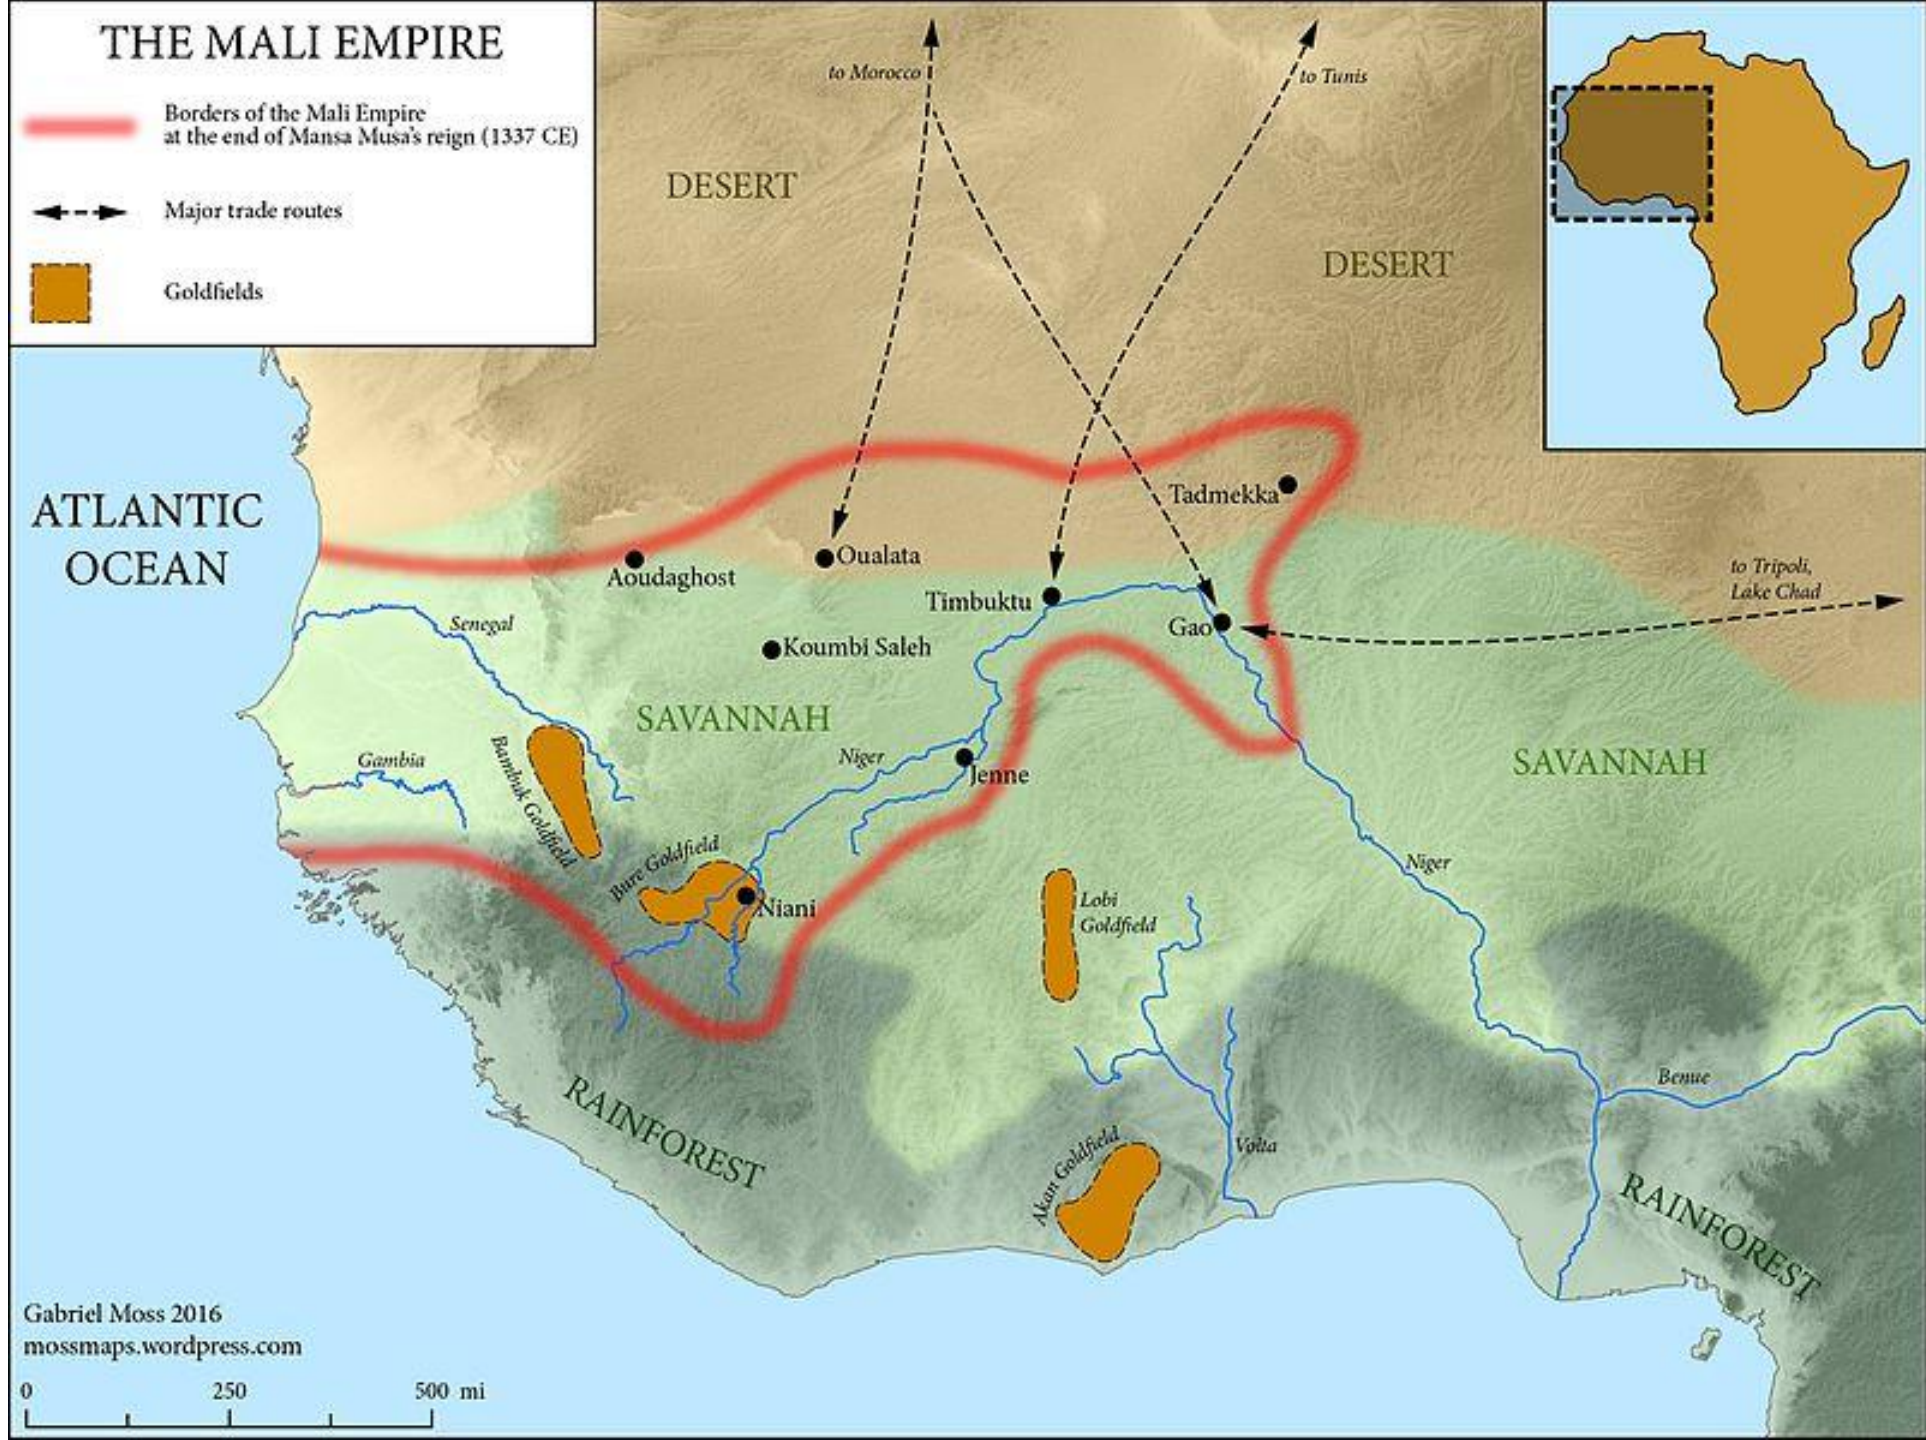 THE MALI EMPIRE
Borders of the Mali Empire
at the end of Mansa Musa's reign (1337 CE)
Major trade routes
Goldfields
to Morocco
to Tunis
DESERT
DESERT
ATLANTIC
OCEAN
Tadmekka
Aoudaghost
Oualata
Timbuktu
Gao
to Tripoli,
Lake Chad
Senegal
Koumbi Saleh
SAVANNAH
SAVANNAH
Gambia
Bambuk Goldfield
Niger
Jenne
Bure Goldfield
Niani
Lobi
Goldfield
Niger
Benue
RAINFOREST
Akan Goldfield
Volta
RAINFOREST
Gabriel Moss 2016
mossmaps.wordpress.com
0 250 500 mi